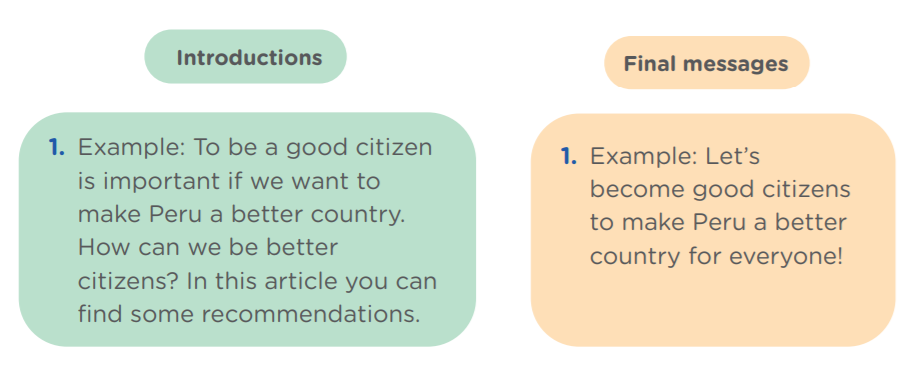 Introductions
1. Example: To be a good citizen
is important if we want to
make Peru a better country.
How can we be better
citizens? In this article you can
find some recommendations.
Final messages
1. Example: Let’s
become good citizens
to make Peru a better
country for everyone!